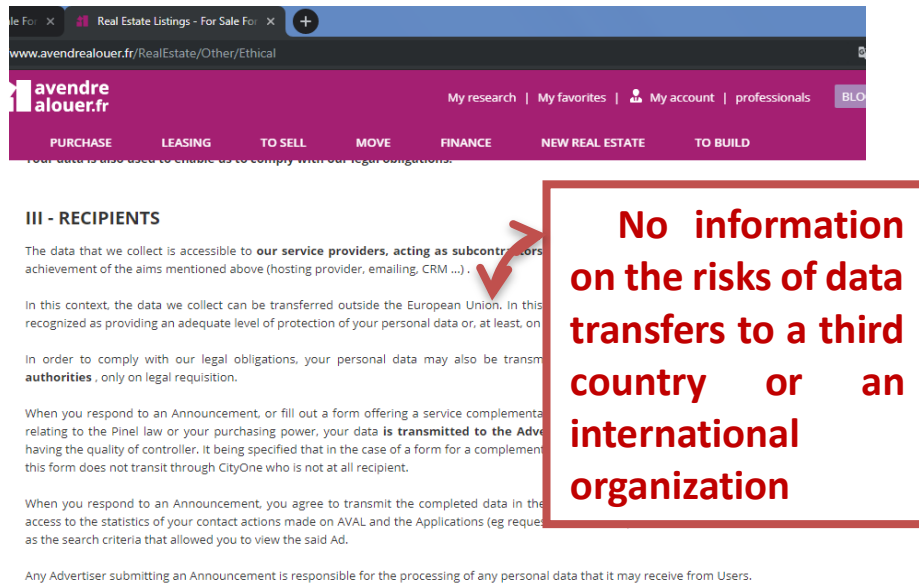 le For ×
Real Estate Listings - For Sale For × +
www.avendrealouer.fr/RealEstate/Other/Ethical
avendre
alouer.fr
My research | My favorites | My account | professionals
BLO
PURCHASE LEASING TO SELL MOVE FINANCE NEW REAL ESTATE TO BUILD
Your data is also used to enable us to comply with our legal obligations.
III - RECIPIENTS
The data that we collect is accessible to our service providers, acting as subcontractors
achievement of the aims mentioned above (hosting provider, emailing, CRM ...) .
In this context, the data we collect can be transferred outside the European Union. In this
recognized as providing an adequate level of protection of your personal data or, at least, on
In order to comply with our legal obligations, your personal data may also be transm
authorities , only on legal requisition.
When you respond to an Announcement, or fill out a form offering a service complementa
relating to the Pinel law or your purchasing power, your data is transmitted to the Adve
having the quality of controller. It being specified that in the case of a form for a complement
this form does not transit through CityOne who is not at all recipient.
When you respond to an Announcement, you agree to transmit the completed data in the
access to the statistics of your contact actions made on AVAL and the Applications (eg reques
as the search criteria that allowed you to view the said Ad.
Any Advertiser submitting an Announcement is responsible for the processing of any personal data that it may receive from Users.
No information
on the risks of data
transfers to a third
country or an
international
organization